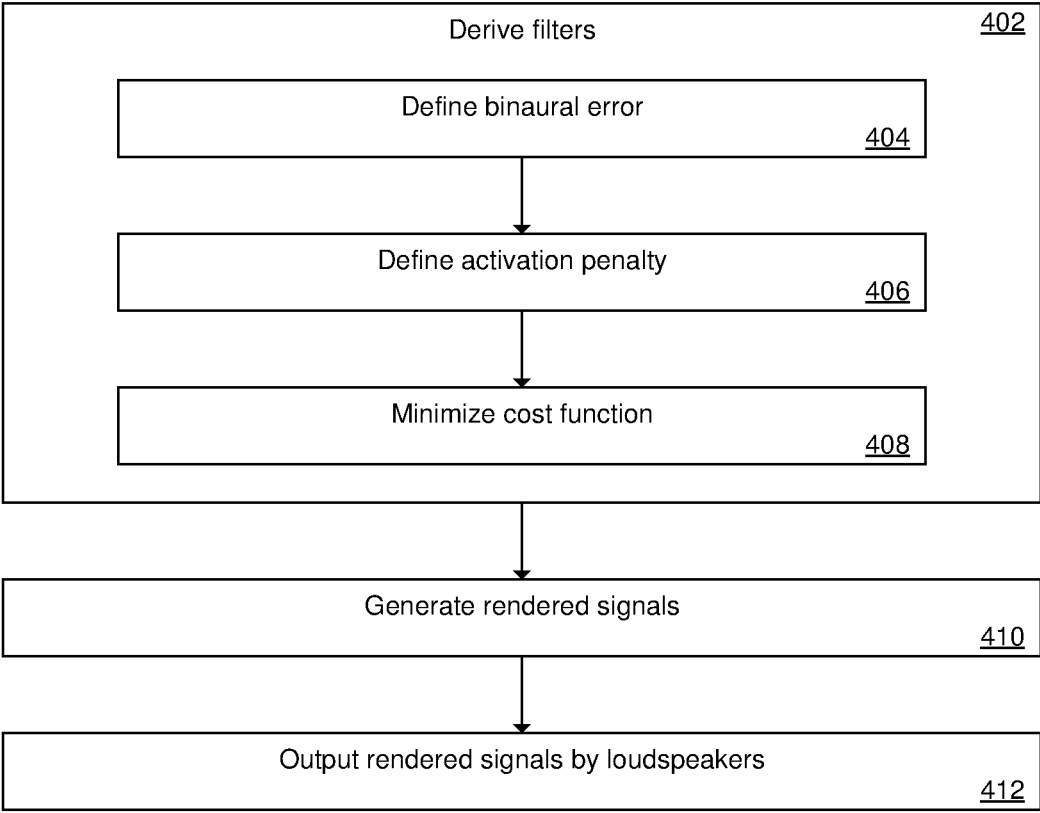 Derive filters
402
Define binaural error
404
Define activation penalty
406
Minimize cost function
408
Generate rendered signals
410
Output rendered signals by loudspeakers
412